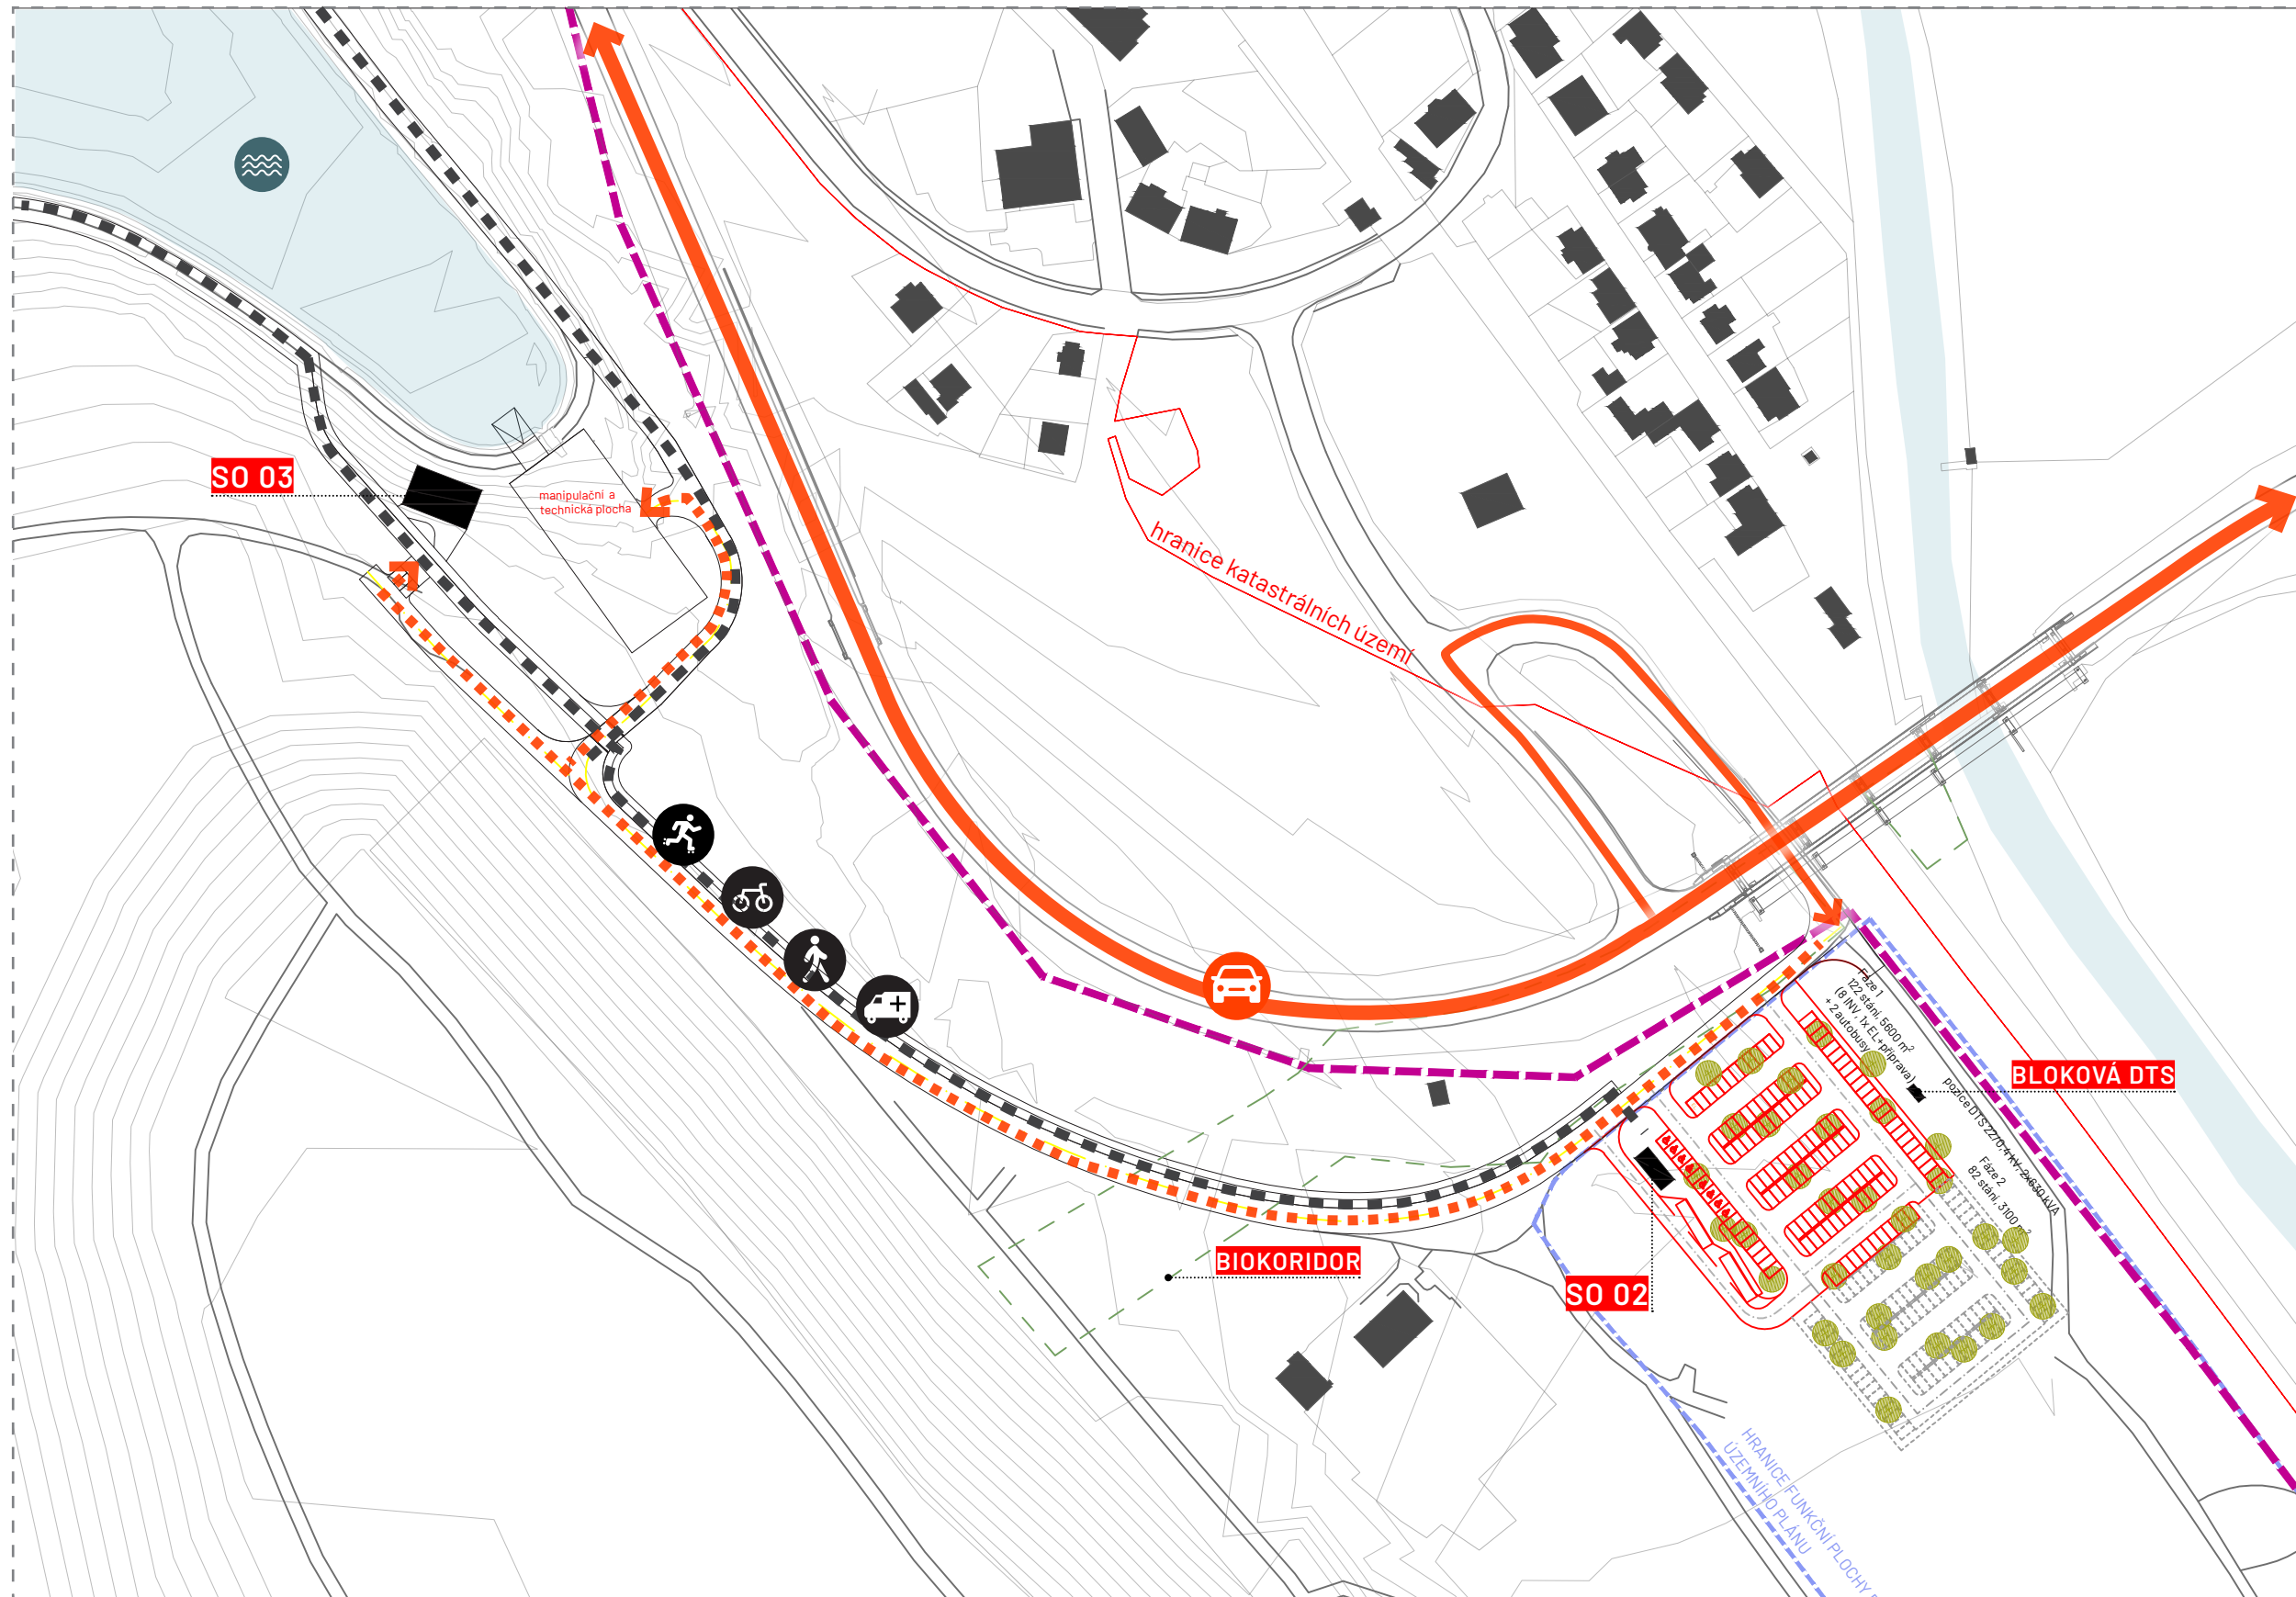 SO 03
manipulační a
technická plocha
hranice katastrálních území
Fáze 1
122 stání, 5600 m²
(8 INV, 1x EL+příprava)
+ 2 autobusy
BLOKOVÁ DTS
pozice DTS 22/0,4 kV, 2x630 kVA
Fáze 2
82 stání, 3100 m²
BIOKORIDOR
SO 02
HRANICE FUNKČNÍ PLOCHY
ÚZEMNÍHO PLÁNU